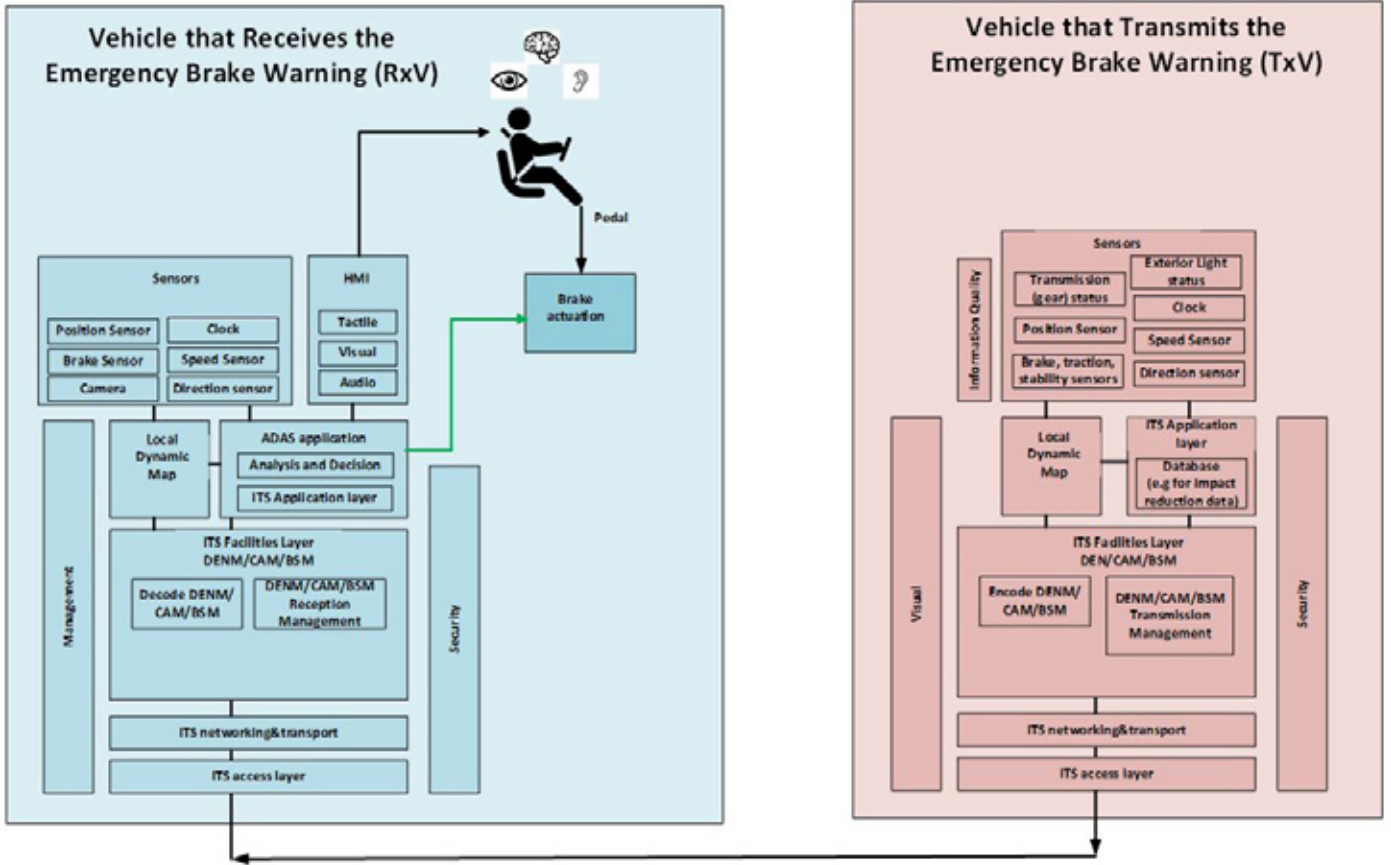 Vehicle that Receives the
Emergency Brake Warning (RxV)
Pedal
Brake
actuation
Sensors
Position Sensor
Clock
Brake Sensor
Speed Sensor
Camera
Direction sensor
HMI
Tactile
Visual
Audio
Management
Local
Dynamic
Map
ADAS application
Analysis and Decision
ITS Application layer
Security
ITS Facilities Layer
DENM/CAM/BSM
Decode DENM/
CAM/BSM
DENM/CAM/BSM
Reception
Management
ITS networking&transport
ITS access layer
Vehicle that Transmits the
Emergency Brake Warning (TxV)
Information Quality
Sensors
Transmission
(gear) status
Exterior Light
status
Clock
Position Sensor
Speed Sensor
Brake, traction,
stability sensors
Direction sensor
Visual
Local
Dynamic
Map
ITS Application
layer
Database
(e.g for impact
reduction data)
Security
ITS Facilities Layer
DEN/CAM/BSM
Encode DENM/
CAM/BSM
DENM/CAM/BSM
Transmission
Management
ITS networking&transport
ITS access layer